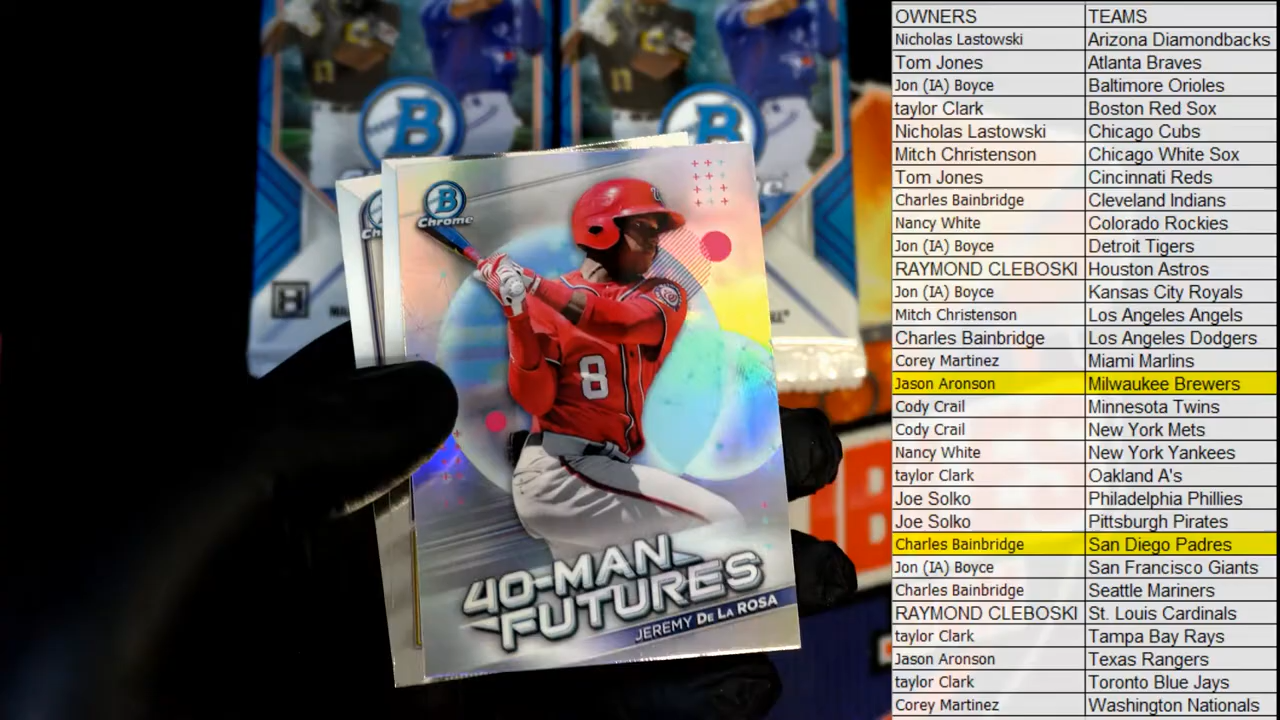 B
Chrome
8
40-MAN
FUTURES
JEREMY DE LA ROSA
OWNERS TEAMS
Nicholas Lastowski Arizona Diamondbacks
Tom Jones Atlanta Braves
Jon (IA) Boyce Baltimore Orioles
taylor Clark Boston Red Sox
Nicholas Lastowski Chicago Cubs
Mitch Christenson Chicago White Sox
Tom Jones Cincinnati Reds
Charles Bainbridge Cleveland Indians
Nancy White Colorado Rockies
Jon (IA) Boyce Detroit Tigers
RAYMOND CLEBOSKI Houston Astros
Jon (IA) Boyce Kansas City Royals
Mitch Christenson Los Angeles Angels
Charles Bainbridge Los Angeles Dodgers
Corey Martinez Miami Marlins
Jason Aronson Milwaukee Brewers
Cody Crail Minnesota Twins
Cody Crail New York Mets
Nancy White New York Yankees
taylor Clark Oakland A's
Joe Solko Philadelphia Phillies
Joe Solko Pittsburgh Pirates
Charles Bainbridge San Diego Padres
Jon (IA) Boyce San Francisco Giants
Charles Bainbridge Seattle Mariners
RAYMOND CLEBOSKI St. Louis Cardinals
taylor Clark Tampa Bay Rays
Jason Aronson Texas Rangers
taylor Clark Toronto Blue Jays
Corey Martinez Washington Nationals